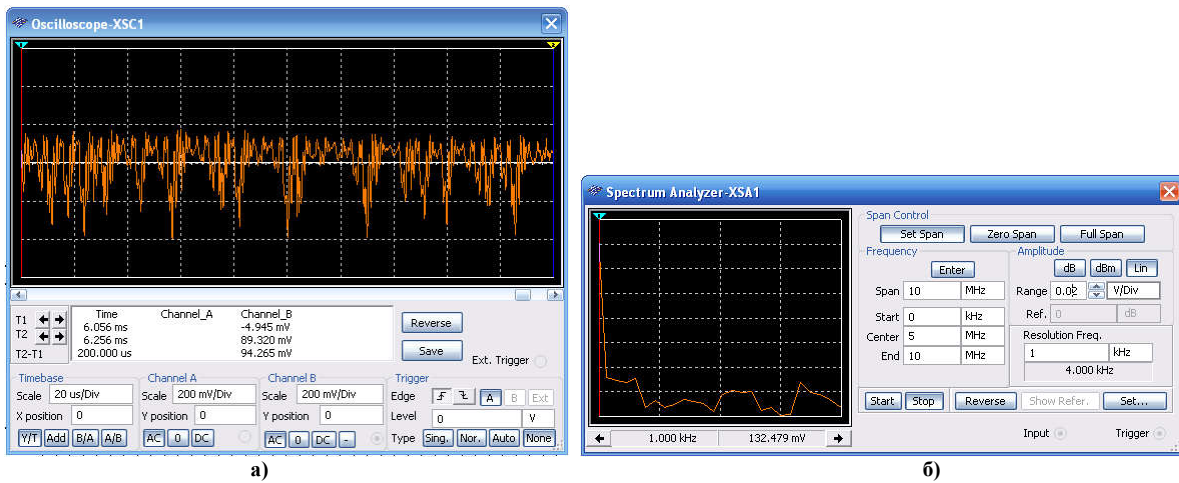 Oscilloscope-XSC1
Time Channel_A Channel_B
T1 6.056 ms -4.945 mV
T2 6.256 ms 89.320 mV
T2-T1 200.000 us 94.265 mV
Reverse
Save
Ext. Trigger
Timebase
Scale 20 us/Div
X position 0
Y/T Add B/A A/B
Channel A
Scale 200 mV/Div
Y position 0
AC 0 DC
Channel B
Scale 200 mV/Div
Y position 0
AC 0 DC -
Trigger
Edge A B Ext
Level 0 V
Type Sing. Nor. Auto None
а)
Spectrum Analyzer-XSA1
1.000 kHz 132.479 mV
Span Control
Set Span Zero Span Full Span
Frequency
Enter
Span 10 MHz
Start 0 kHz
Center 5 MHz
End 10 MHz
Amplitude
dB dBm Lin
Range 0.02 V/Div
Ref. 0 dB
Resolution Freq.
1 kHz
4.000 kHz
Start Stop Reverse Show Refer. Set...
Input Trigger
б)